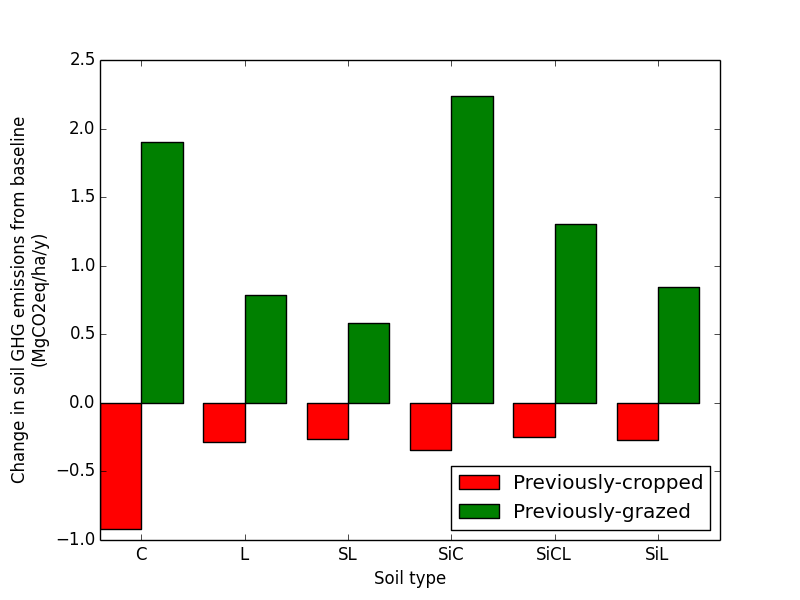 2.5
2.0
1.5
1.0
0.5
0.0
−0.5
−1.0
Change in soil GHG emissions from baseline
(MgCO2eq/ha/y)
Previously-cropped
Previously-grazed
C L SL SiC SiCL SiL
Soil type